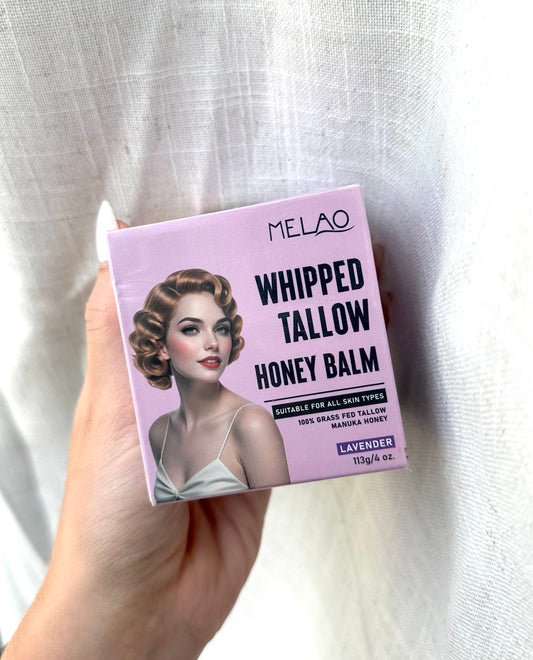 MELAO
WHIPPED
TALLOW
HONEY BALM
SUITABLE FOR ALL SKIN TYPES
100% GRASS FED TALLOW
MANUKA HONEY
LAVENDER
113g/4 oz.